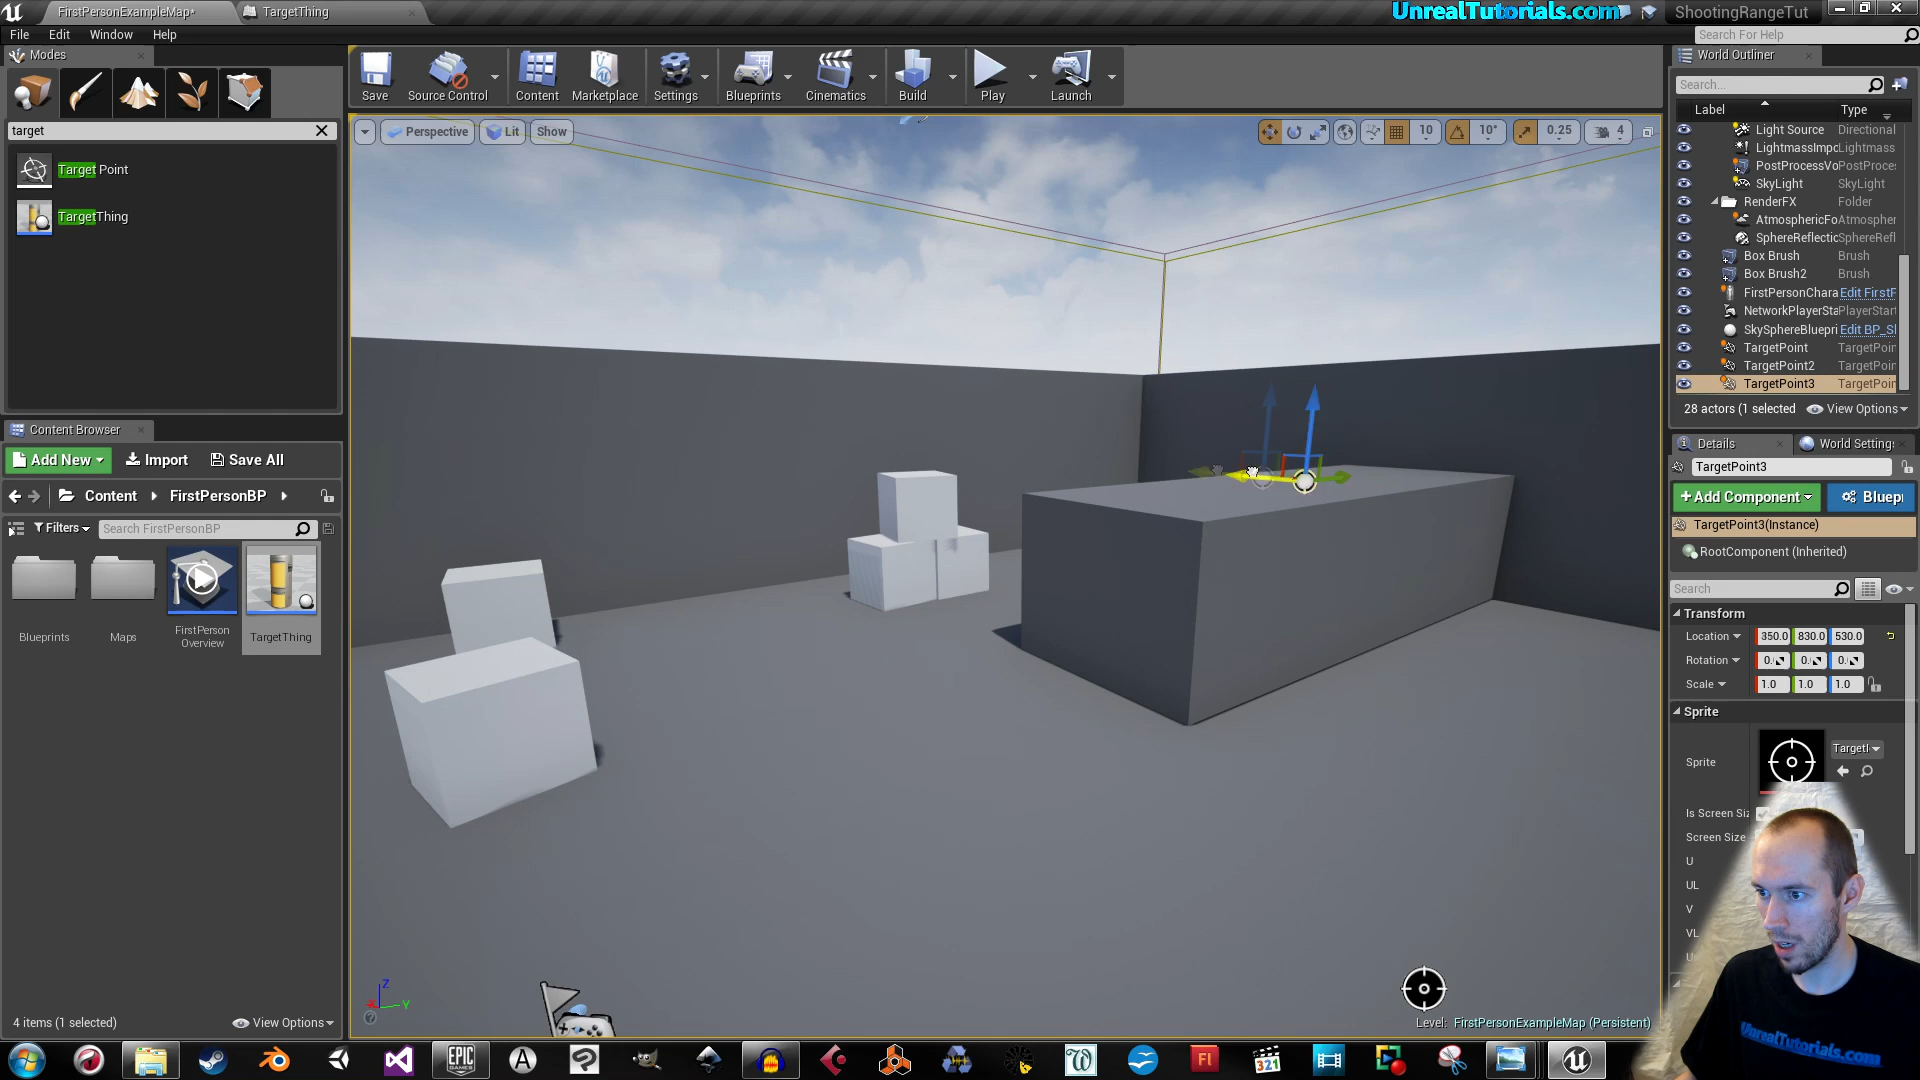 FirstPersonExampleMap*
TargetThing
UnrealTutorials.com
ShootingRangeTut
File
Edit
Window
Help
Search For Help
Modes
World Outliner
Save
Source Control
Content
Marketplace
Settings
Blueprints
Cinematics
Build
Play
Launch
Search...
Label
Type
target
Perspective
Lit
Show
10
10°
0.25
4
Target Point
TargetThing
Light Source Directional
LightmassImpc Lightmass
PostProcessVo PostProces
SkyLight SkyLight
RenderFX Folder
AtmosphericFo Atmospher
SphereReflectic SphereRefl
Box Brush Brush
Box Brush2 Brush
FirstPersonChara Edit FirstP
NetworkPlayerSta PlayerStart
SkySphereBluepri Edit BP_Sl
TargetPoint TargetPoin
TargetPoint2 TargetPoin
TargetPoint3 TargetPoin
28 actors (1 selected
View Options
Content Browser
Details
World Settings
Add New
Import
Save All
TargetPoint3
Content
FirstPersonBP
+Add Component
Bluepi
Filters
Search FirstPersonBP
TargetPoint3(Instance)
RootComponent (Inherited)
Search
Transform
Location 350.0 830.0 530.0
Rotation 0. 0. 0.
Scale 1.0 1.0 1.0
Sprite
Sprite
TargetI
Is Screen Siz
Screen Size
U
UL
V
VL
U
Blueprints
Maps
FirstPerson
Overview
TargetThing
Z
X
Y
4 items (1 selected)
View Options
Level: FirstPersonExampleMap (Persistent)
EPIC
GAMES
A
W
Fl
321
UnrealTutorials.com